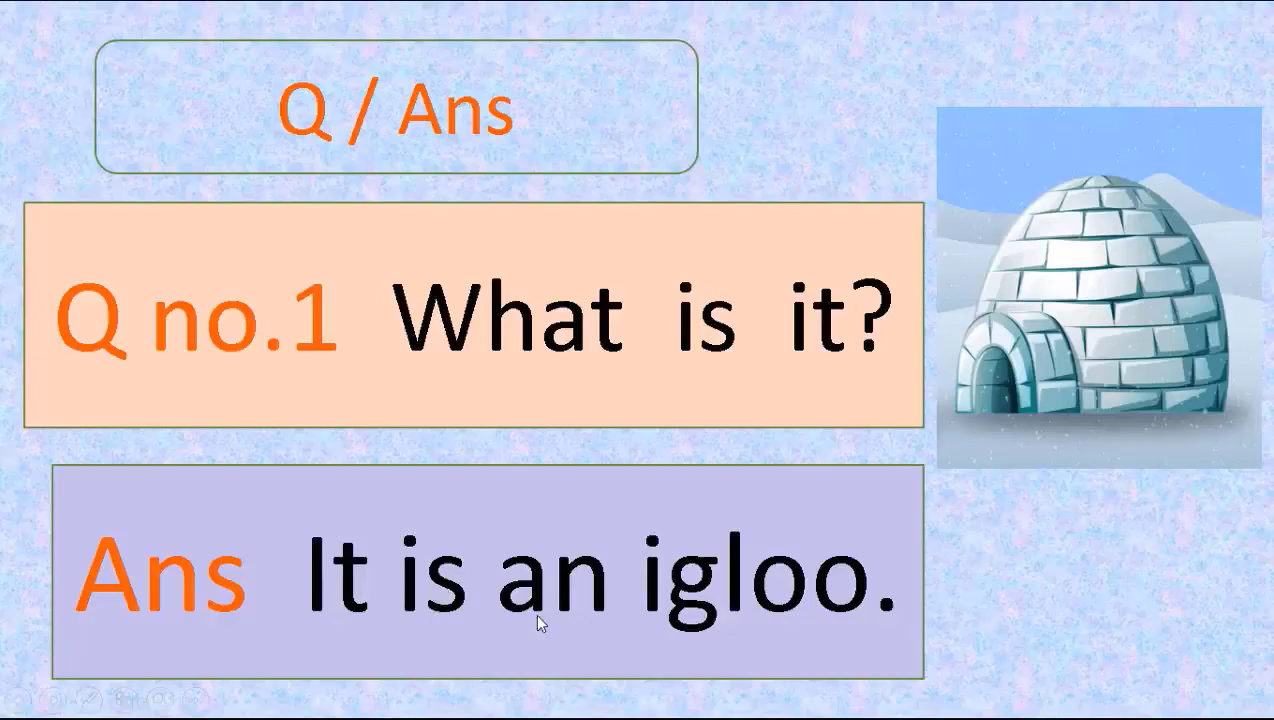 Q / Ans
Q no.1 What is it?
Ans It is an igloo.